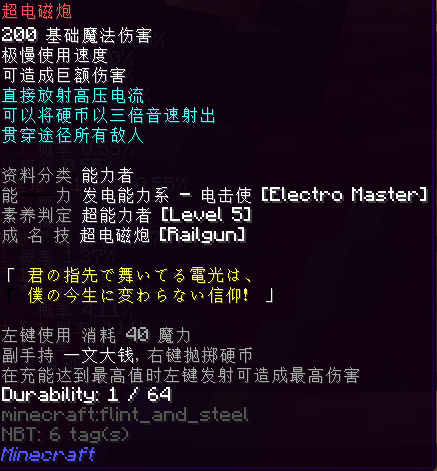 超电磁炮
200 基础魔法伤害
极慢使用速度
可造成巨额伤害
直接放射高压电流
可以将硬币以三倍音速射出
贯穿途径所有敌人
资料分类 能力者
能　　力 发电能力系 – 电击使 [Electro Master]
素养判定 超能力者 [Level 5]
成 名 技 超电磁炮 [Railgun]
「 君の指先で舞いてる電光は、
僕の今生に变わらない信仰! 」
左键使用 消耗 40 魔力
副手持 一文大钱, 右键抛掷硬币
在充能达到最高值时左键发射可造成最高伤害
Durability: 1 / 64
minecraft:flint_and_steel
NBT: 6 tag(s)
Minecraft